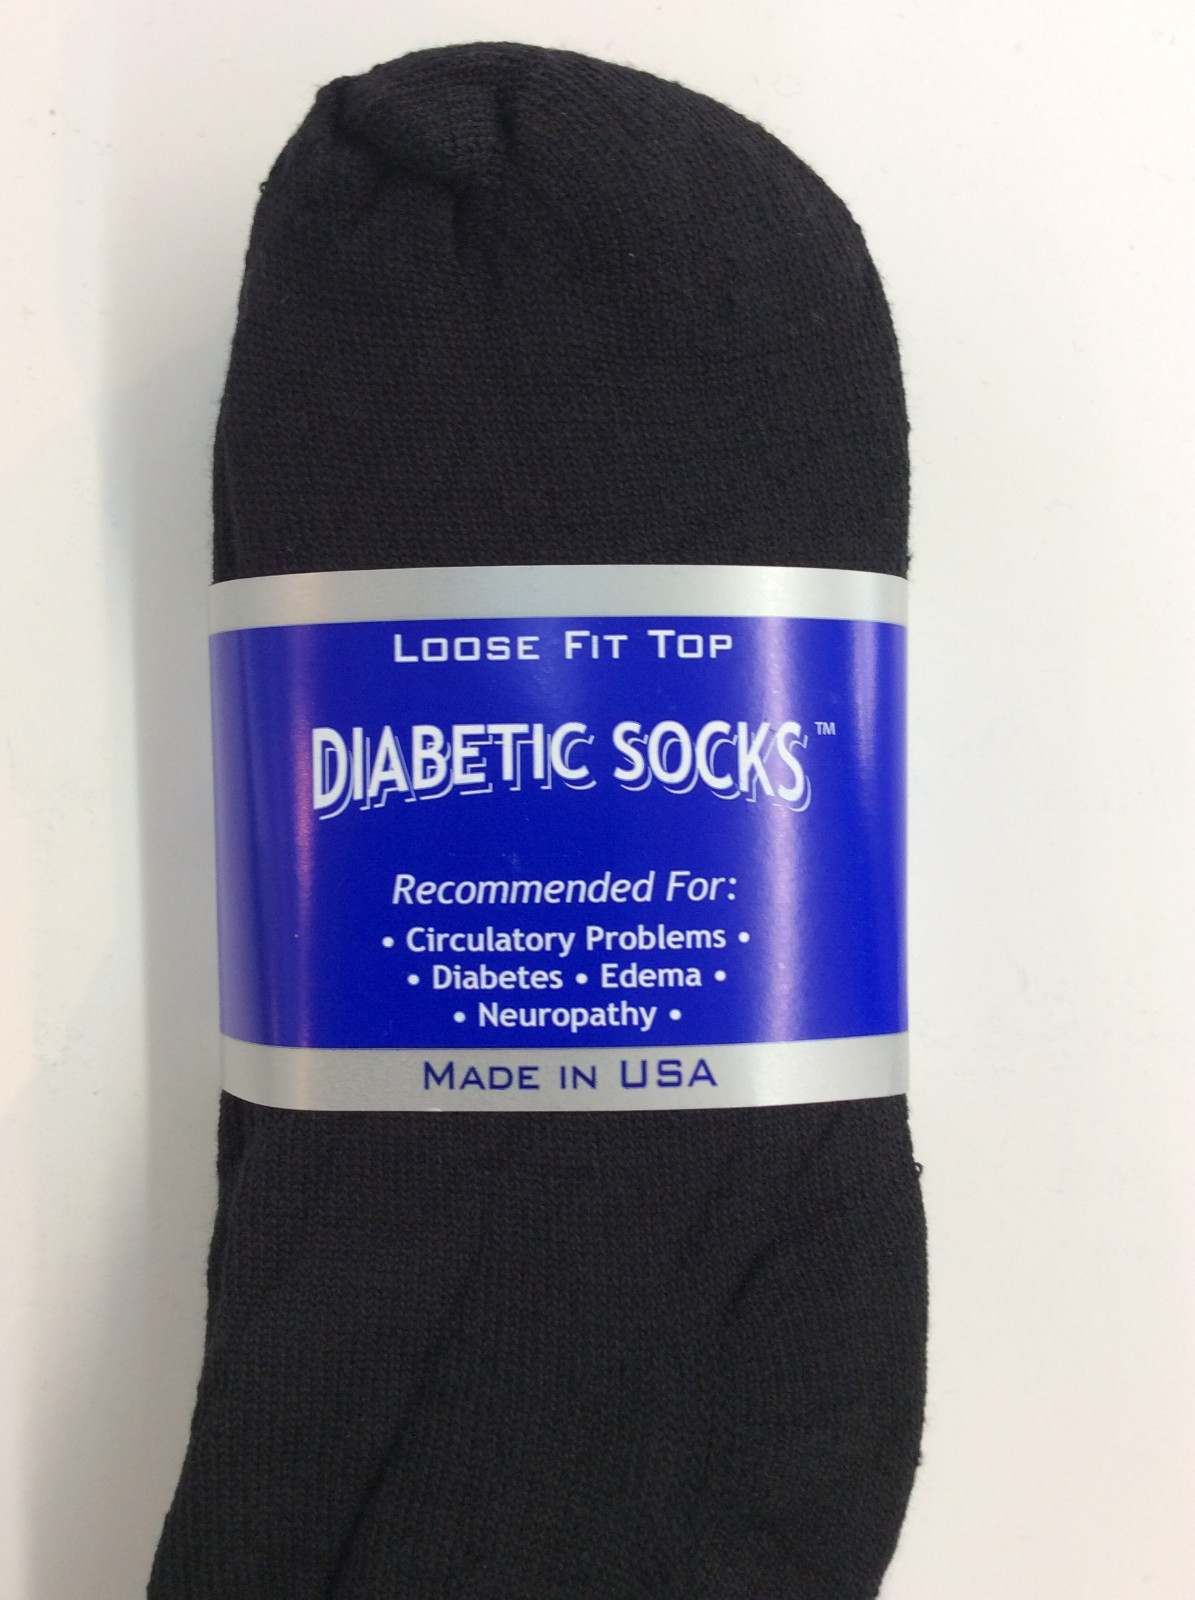 Loose Fit Top
DIABETIC SOCKS™
Recommended For:
• Circulatory Problems •
• Diabetes • Edema •
• Neuropathy •
Made in USA